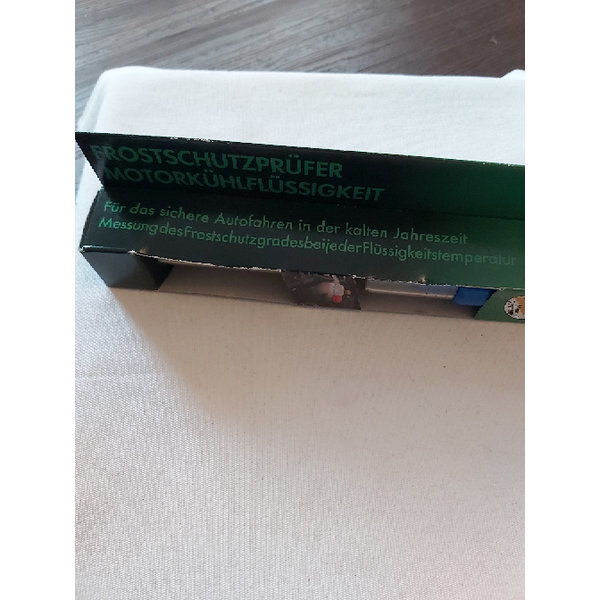 FROSTSCHUTZPRÜFER
MOTORKÜHLFLÜSSIGKEIT
Für das sichere Autofahren in der kalten Jahreszeit
MessungdesFrostschutzgradesbeijederFlüssigkeitstemperatur